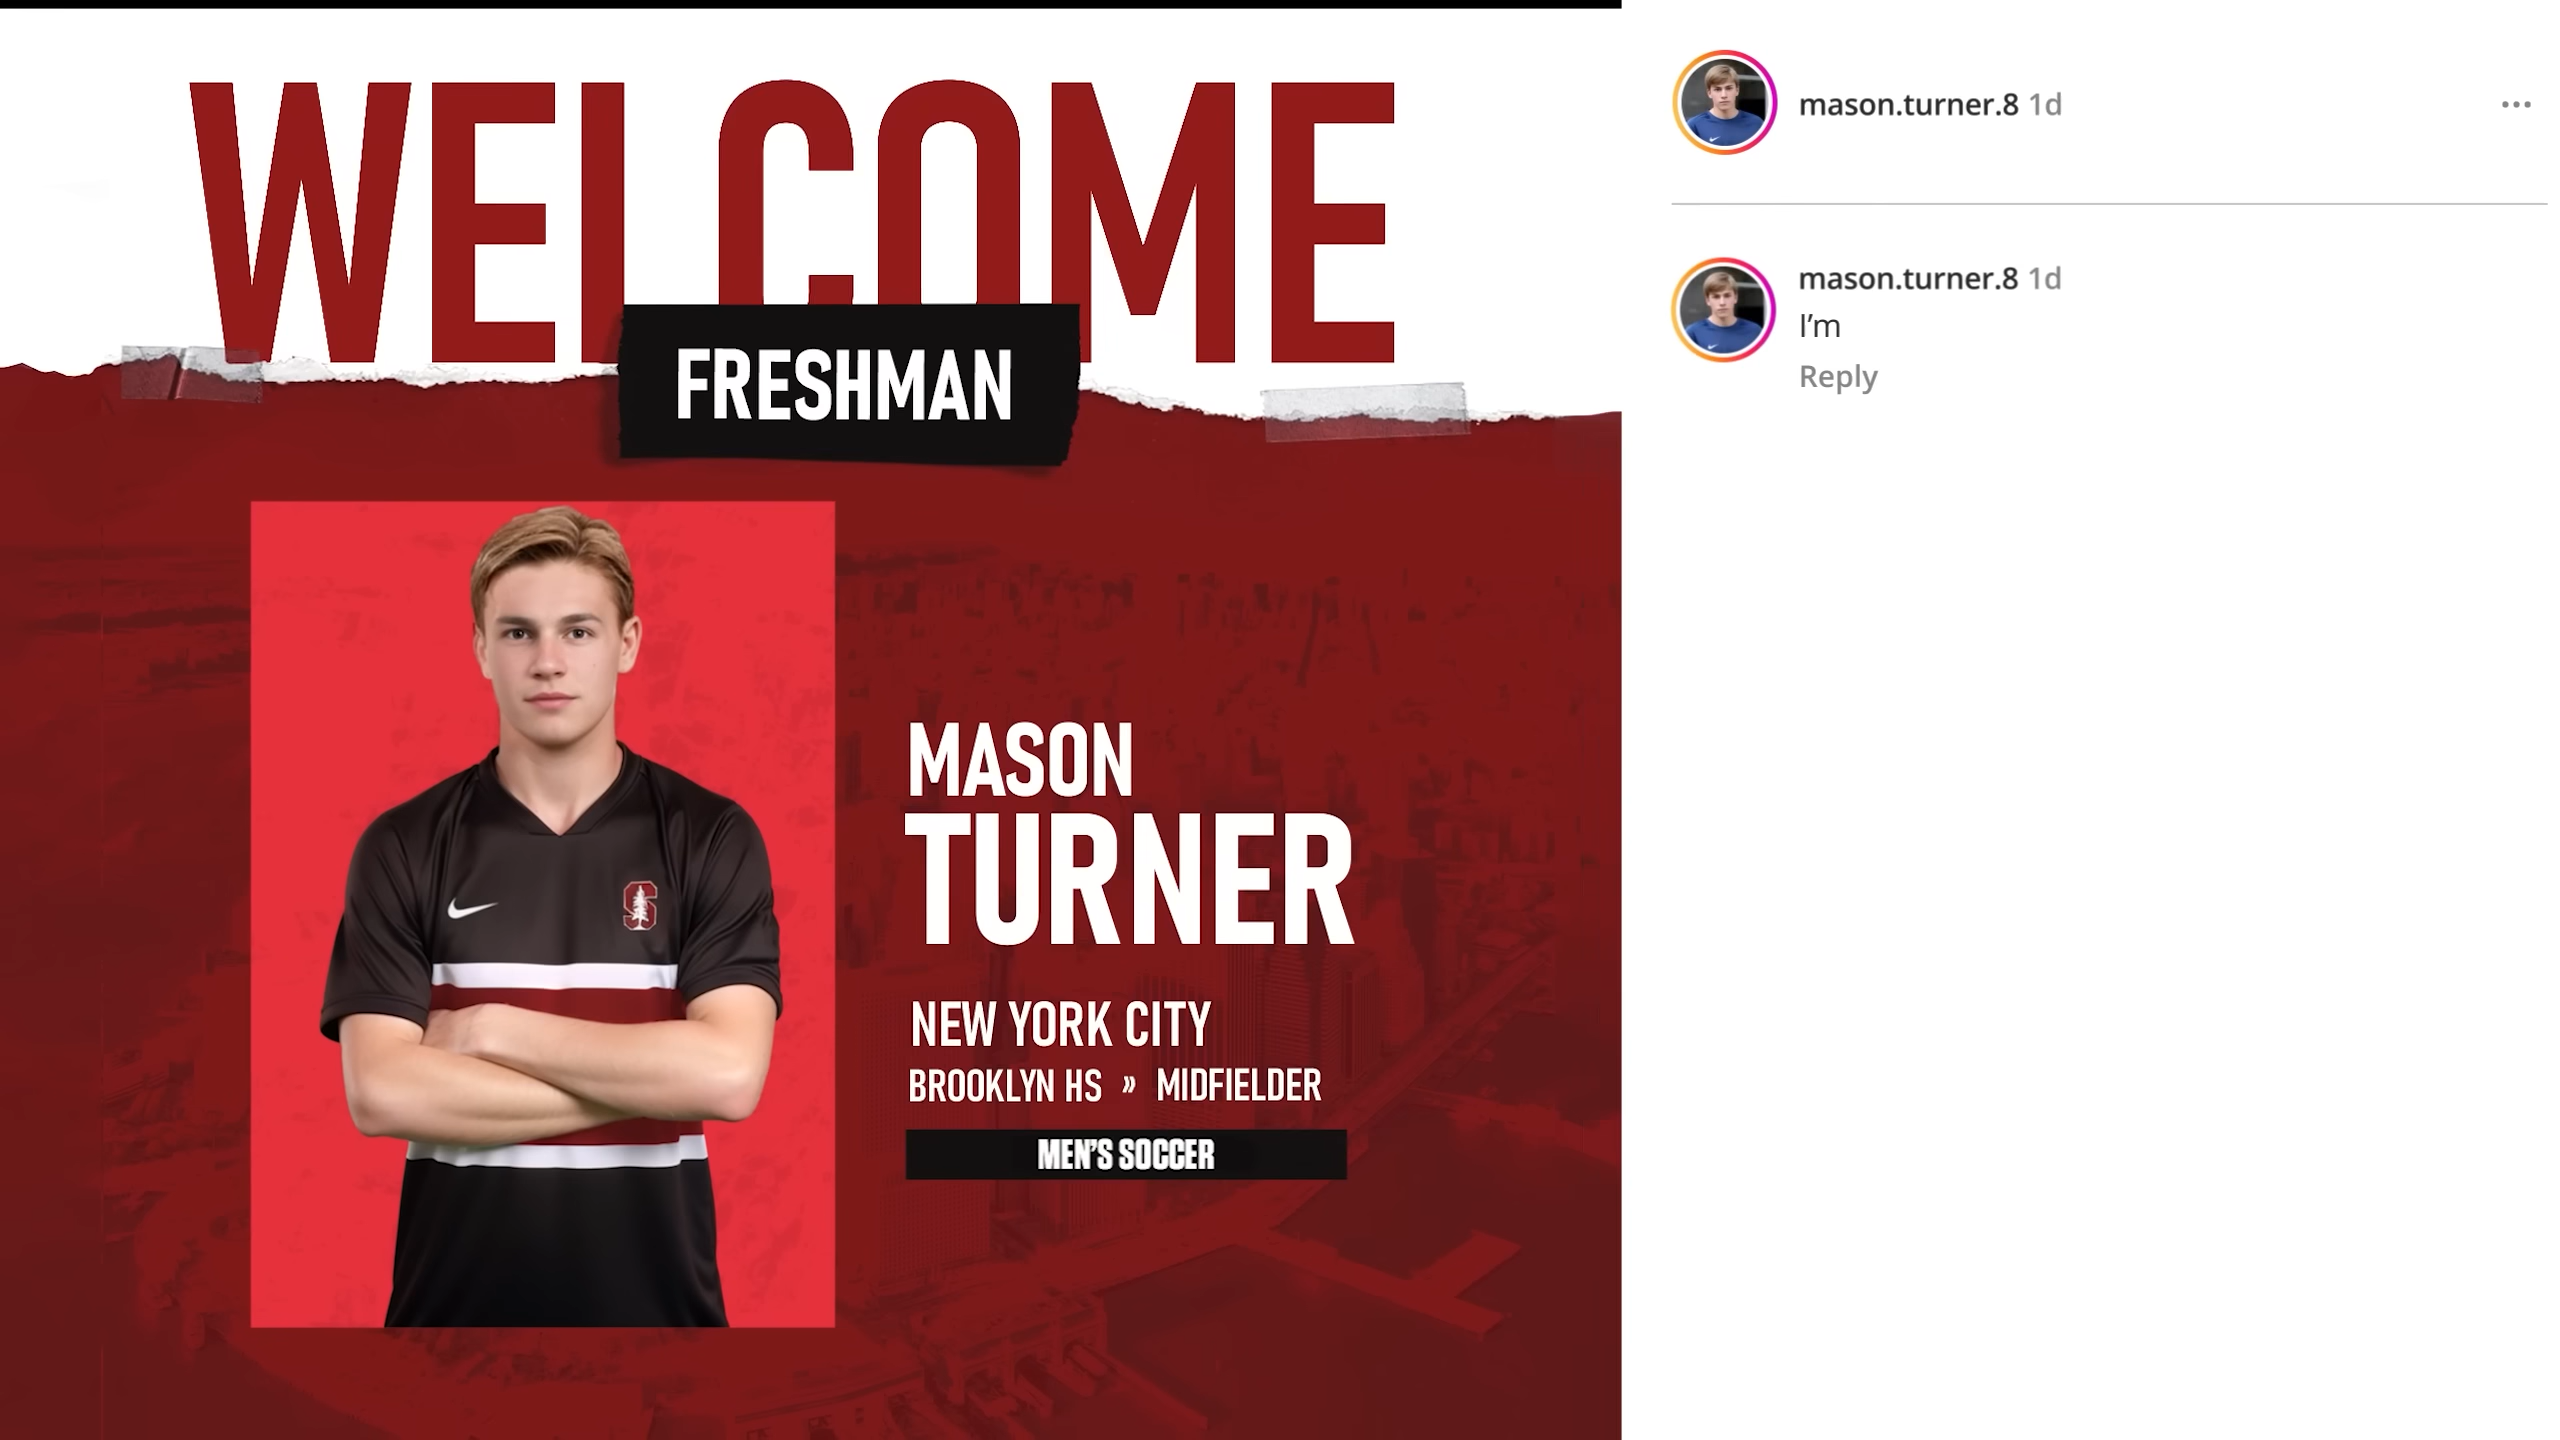 WELCOME
FRESHMAN
MASON
TURNER
NEW YORK CITY
BROOKLYN HS » MIDFIELDER
MEN'S SOCCER
mason.turner.8 1d
mason.turner.8 1d
I’m
Reply